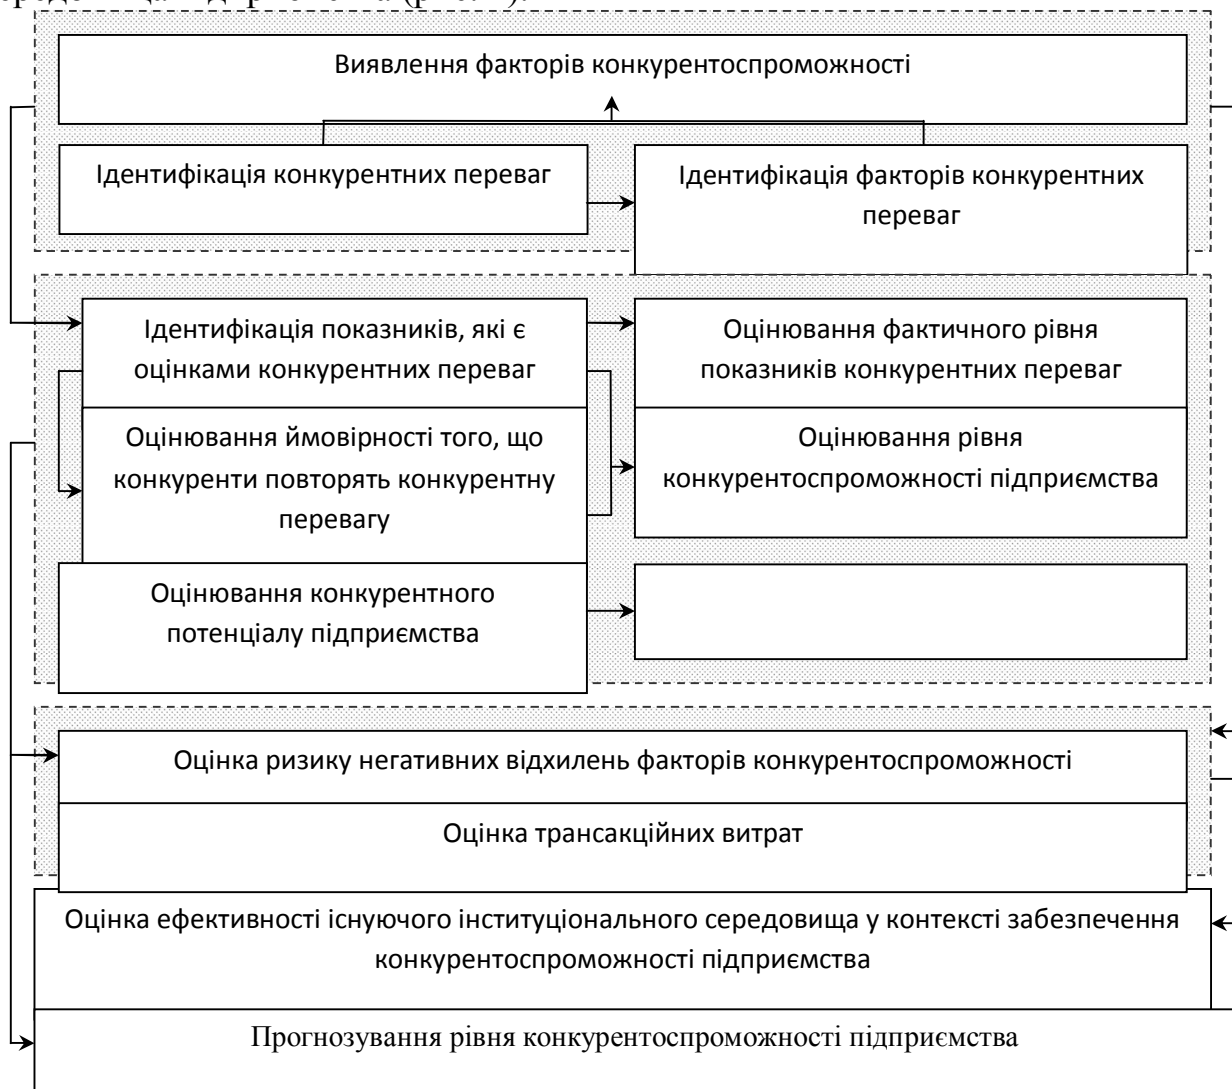 Виявлення факторів конкурентоспроможності
Ідентифікація конкурентних переваг
Ідентифікація факторів конкурентних
переваг
Ідентифікація показників, які є
оцінками конкурентних переваг
Оцінювання фактичного рівня
показників конкурентних переваг
Оцінювання ймовірності того, що
конкуренти повторять конкурентну
перевагу
Оцінювання рівня
конкурентоспроможності підприємства
Оцінювання конкурентного
потенціалу підприємства
Оцінка ризику негативних відхилень факторів конкурентоспроможності
Оцінка трансакційних витрат
Оцінка ефективності існуючого інституціонального середовища у контексті забезпечення
конкурентоспроможності підприємства
Прогнозування рівня конкурентоспроможності підприємства